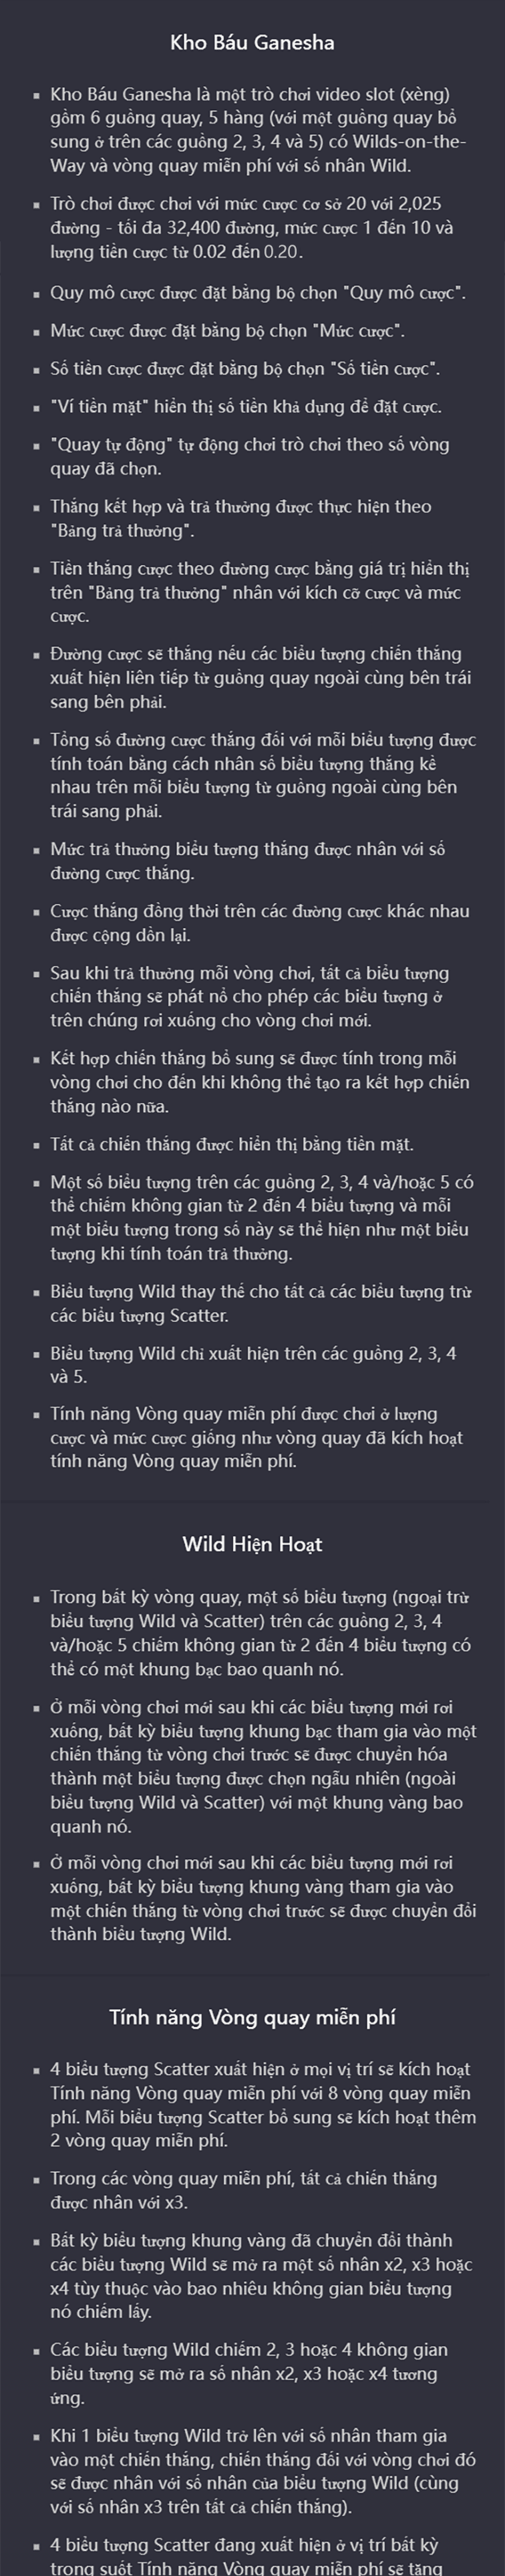 Kho Báu Ganesha
Kho Báu Ganesha là một trò chơi video slot (xèng)
gồm 6 guồng quay, 5 hàng (với một guồng quay bổ
sung ở trên các guồng 2, 3, 4 và 5) có Wilds-on-the-
Way và vòng quay miễn phí với số nhân Wild.
Trò chơi được chơi với mức cược cơ sở 20 với 2,025
đường - tối đa 32,400 đường, mức cược 1 đến 10 và
lượng tiền cược từ 0.02 đến 0.20.
Quy mô cược được đặt bằng bộ chọn "Quy mô cược".
Mức cược được đặt bằng bộ chọn "Mức cược".
Số tiền cược được đặt bằng bộ chọn "Số tiền cược".
"Ví tiền mặt" hiển thị số tiền khả dụng để đặt cược.
"Quay tự động" tự động chơi trò chơi theo số vòng
quay đã chọn.
Thắng kết hợp và trả thưởng được thực hiện theo
"Bảng trả thưởng".
Tiền thắng cược theo đường cược bằng giá trị hiển thị
trên "Bảng trả thưởng" nhân với kích cỡ cược và mức
cược.
Đường cược sẽ thắng nếu các biểu tượng chiến thắng
xuất hiện liên tiếp từ guồng quay ngoài cùng bên trái
sang bên phải.
Tổng số đường cược thắng đối với mỗi biểu tượng được
tính toán bằng cách nhân số biểu tượng thắng kề
nhau trên mỗi biểu tượng từ guồng ngoài cùng bên
trái sang phải.
Mức trả thưởng biểu tượng thắng được nhân với số
đường cược thắng.
Cược thắng đồng thời trên các đường cược khác nhau
được cộng dồn lại.
Sau khi trả thưởng mỗi vòng chơi, tất cả biểu tượng
chiến thắng sẽ phát nổ cho phép các biểu tượng ở
trên chúng rơi xuống cho vòng chơi mới.
Kết hợp chiến thắng bổ sung sẽ được tính trong mỗi
vòng chơi cho đến khi không thể tạo ra kết hợp chiến
thắng nào nữa.
Tất cả chiến thắng được hiển thị bằng tiền mặt.
Một số biểu tượng trên các guồng 2, 3, 4 và/hoặc 5 có
thể chiếm không gian từ 2 đến 4 biểu tượng và mỗi
một biểu tượng trong số này sẽ thể hiện như một biểu
tượng khi tính toán trả thưởng.
Biểu tượng Wild thay thế cho tất cả các biểu tượng trừ
các biểu tượng Scatter.
Biểu tượng Wild chỉ xuất hiện trên các guồng 2, 3, 4
và 5.
Tính năng Vòng quay miễn phí được chơi ở lượng
cược và mức cược giống như vòng quay đã kích hoạt
tính năng Vòng quay miễn phí.
Wild Hiện Hoạt
Trong bất kỳ vòng quay, một số biểu tượng (ngoại trừ
biểu tượng Wild và Scatter) trên các guồng 2, 3, 4
và/hoặc 5 chiếm không gian từ 2 đến 4 biểu tượng có
thể có một khung bạc bao quanh nó.
Ở mỗi vòng chơi mới sau khi các biểu tượng mới rơi
xuống, bất kỳ biểu tượng khung bạc tham gia vào một
chiến thắng từ vòng chơi trước sẽ được chuyển hóa
thành một biểu tượng được chọn ngẫu nhiên (ngoài
biểu tượng Wild và Scatter) với một khung vàng bao
quanh nó.
Ở mỗi vòng chơi mới sau khi các biểu tượng mới rơi
xuống, bất kỳ biểu tượng khung vàng tham gia vào
một chiến thắng từ vòng chơi trước sẽ được chuyển đổi
thành biểu tượng Wild.
Tính năng Vòng quay miễn phí
4 biểu tượng Scatter xuất hiện ở mọi vị trí sẽ kích hoạt
Tính năng Vòng quay miễn phí với 8 vòng quay miễn
phí. Mỗi biểu tượng Scatter bổ sung sẽ kích hoạt thêm
2 vòng quay miễn phí.
Trong các vòng quay miễn phí, tất cả chiến thắng
được nhân với x3.
Bất kỳ biểu tượng khung vàng đã chuyển đổi thành
các biểu tượng Wild sẽ mở ra một số nhân x2, x3 hoặc
x4 tùy thuộc vào bao nhiêu không gian biểu tượng
nó chiếm lấy.
Các biểu tượng Wild chiếm 2, 3 hoặc 4 không gian
biểu tượng sẽ mở ra số nhân x2, x3 hoặc x4 tương
ứng.
Khi 1 biểu tượng Wild trở lên với số nhân tham gia
vào một chiến thắng, chiến thắng đối với vòng chơi đó
sẽ được nhân với số nhân của biểu tượng Wild (cùng
với số nhân x3 trên tất cả chiến thắng).
4 biểu tượng Scatter đang xuất hiện ở vị trí bất kỳ
trong suốt Tính năng Vòng quay miễn phí sẽ tăng